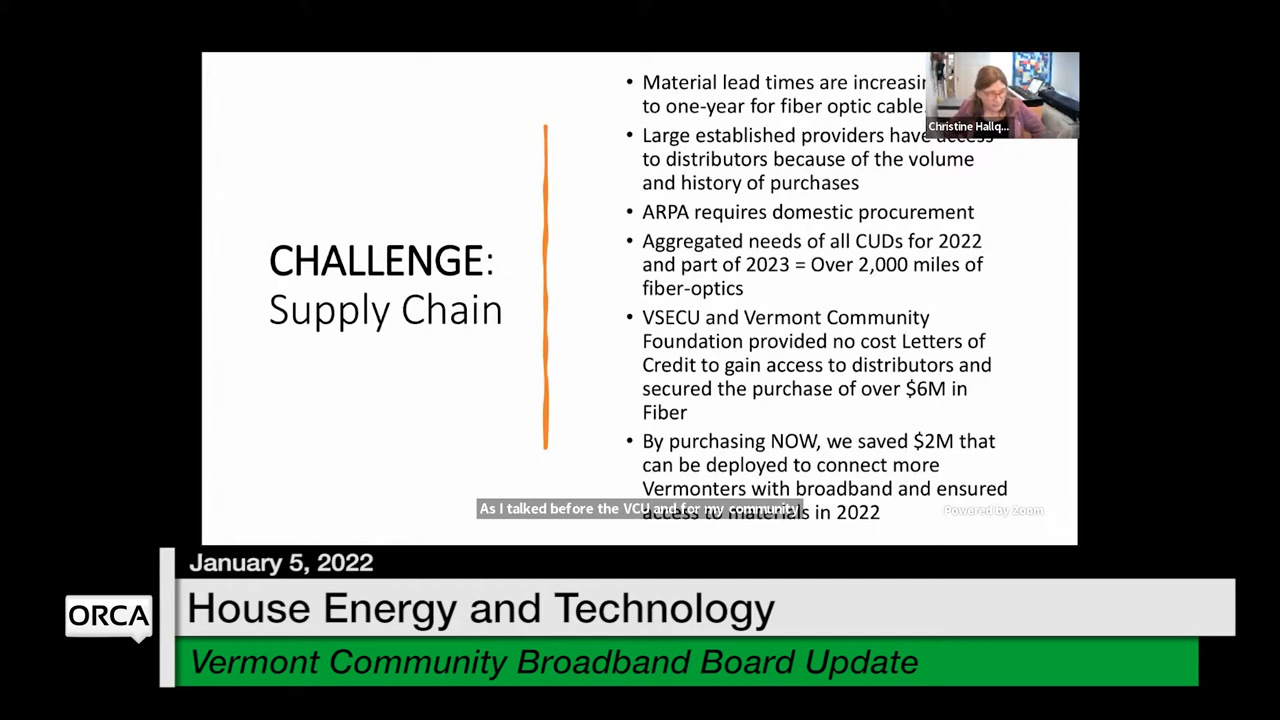 Material lead times are increasin
to one-year for fiber optic cable
Christine Hallq...
Large established providers have access
to distributors because of the volume
and history of purchases
ARPA requires domestic procurement
Aggregated needs of all CUDs for 2022
and part of 2023 = Over 2,000 miles of
fiber-optics
CHALLENGE:
Supply Chain
VSECU and Vermont Community
Foundation provided no cost Letters of
Credit to gain access to distributors and
secured the purchase of over $6M in
Fiber
By purchasing NOW, we saved $2M that
can be deployed to connect more
Vermonters with broadband and ensured
access to materials in 2022
As I talked before the VCU and for my community
Powered by Zoom
January 5, 2022
ORCA
House Energy and Technology
Vermont Community Broadband Board Update